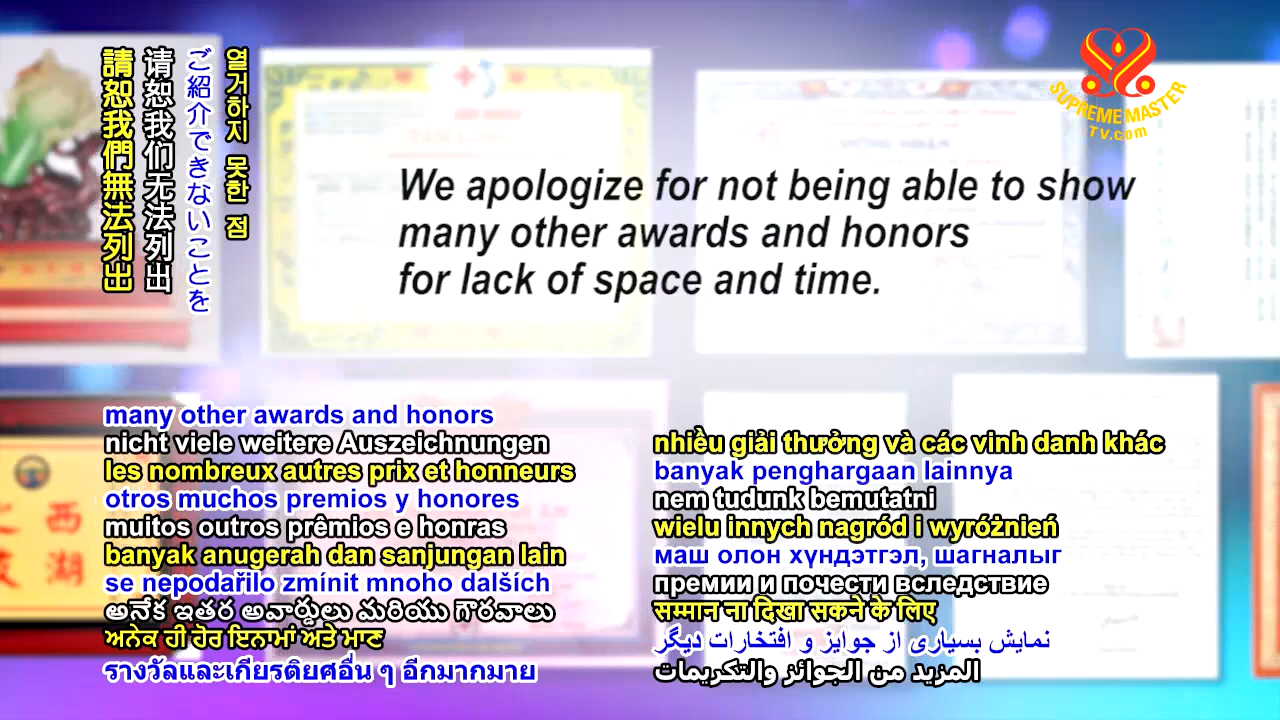 請恕我們無法列出
请恕我们无法列出
ご紹介できないことを
열거하지 못한 점
SUPREME MASTER
TV.com
We apologize for not being able to show
many other awards and honors
for lack of space and time.
many other awards and honors
nicht viele weitere Auszeichnungen
les nombreux autres prix et honneurs
otros muchos premios y honores
muitos outros prêmios e honras
banyak anugerah dan sanjungan lain
se nepodařilo zmínit mnoho dalších
అనేక ఇతర అవార్డులు మరియు గౌరవాలు
ਅਨੇਕ ਹੀ ਹੋਰ ਇਨਾਮਾਂ ਅਤੇ ਮਾਣ
รางวัลและเกียรติยศอื่น ๆ อีกมากมาย
nhiều giải thưởng và các vinh danh khác
banyak penghargaan lainnya
nem tudunk bemutatni
wielu innych nagród i wyróżnień
маш олон хүндэтгэл, шагналыг
премии и почести вследствие
सम्मान ना दिखा सकने के लिए
نمایش بسیاری از جوایز و افتخارات دیگر
المزيد من الجوائز والتكريمات
西湖